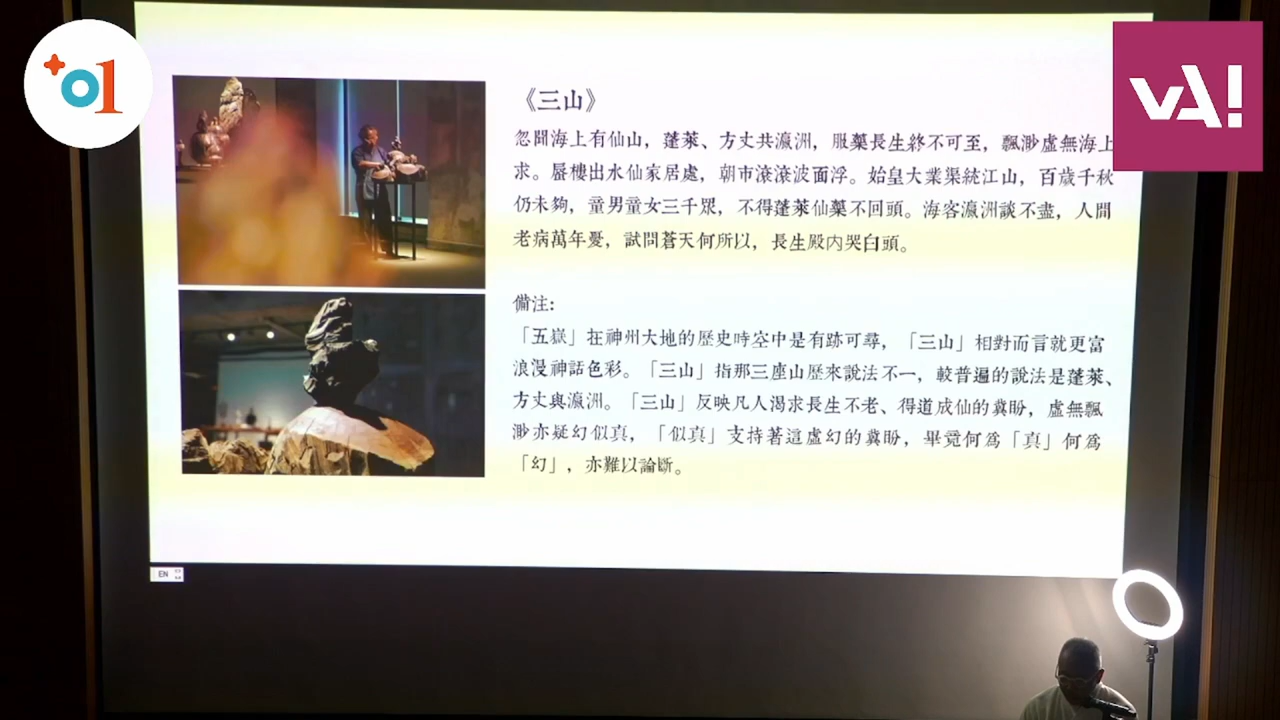 +01
VA!
《三山》
忽聞海上有仙山，蓬萊、方丈共瀛洲，服藥長生終不可至，飄渺虛無海上
求。蜃樓出水仙家居處，朝市滾滾波面浮。始皇大業渠統江山，百歲千秋
仍未夠，童男童女三千眾，不得蓬萊仙藥不回頭。海客瀛洲談不盡，人間
老病萬年憂，試問蒼天何所以，長生殿內哭白頭。
備注:
「五嶽」在神州大地的歷史時空中是有跡可尋，「三山」相對而言就更富
浪漫神話色彩。「三山」指那三座山歷來說法不一，較普遍的說法是蓬萊、
方丈與瀛洲。「三山」反映凡人渴求長生不老、得道成仙的冀盼，虛無飄
渺亦疑幻似真，「似真」支持著這虛幻的冀盼，畢竟何為「真」何為
「幻」，亦難以論斷。
EN